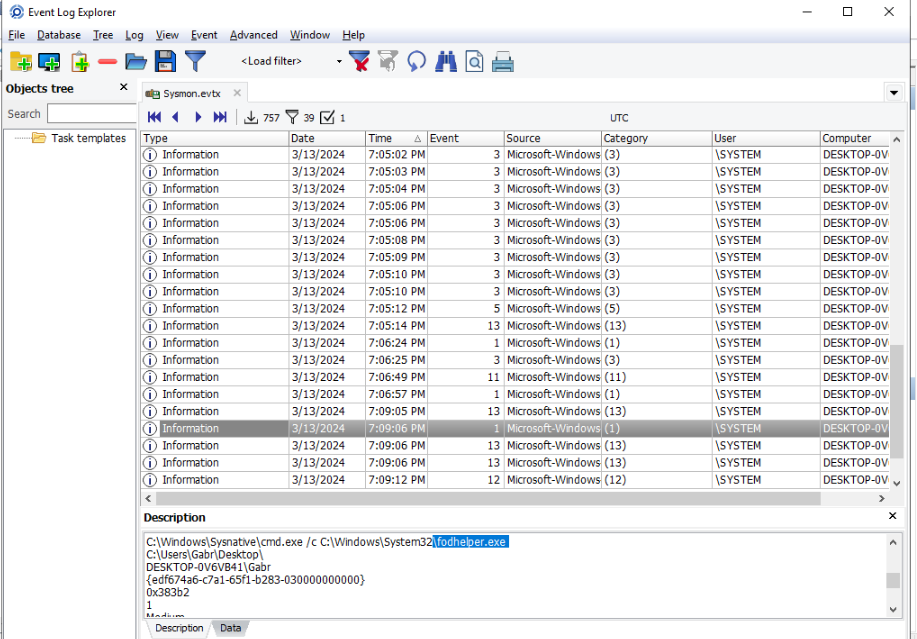 Event Log Explorer
File Database Tree Log View Event Advanced Window Help
<Load filter>
Objects tree
Sysmon.evtx
Search
757 39 1 UTC
Task templates
Type Date Time Event Source Category User Computer
Information 3/13/2024 7:05:02 PM 3 Microsoft-Windows (3) \SYSTEM DESKTOP-0V
Information 3/13/2024 7:05:03 PM 3 Microsoft-Windows (3) \SYSTEM DESKTOP-0V
Information 3/13/2024 7:05:04 PM 3 Microsoft-Windows (3) \SYSTEM DESKTOP-0V
Information 3/13/2024 7:05:06 PM 3 Microsoft-Windows (3) \SYSTEM DESKTOP-0V
Information 3/13/2024 7:05:06 PM 3 Microsoft-Windows (3) \SYSTEM DESKTOP-0V
Information 3/13/2024 7:05:08 PM 3 Microsoft-Windows (3) \SYSTEM DESKTOP-0V
Information 3/13/2024 7:05:09 PM 3 Microsoft-Windows (3) \SYSTEM DESKTOP-0V
Information 3/13/2024 7:05:10 PM 3 Microsoft-Windows (3) \SYSTEM DESKTOP-0V
Information 3/13/2024 7:05:10 PM 3 Microsoft-Windows (3) \SYSTEM DESKTOP-0V
Information 3/13/2024 7:05:12 PM 5 Microsoft-Windows (5) \SYSTEM DESKTOP-0V
Information 3/13/2024 7:05:14 PM 13 Microsoft-Windows (13) \SYSTEM DESKTOP-0V
Information 3/13/2024 7:06:24 PM 1 Microsoft-Windows (1) \SYSTEM DESKTOP-0V
Information 3/13/2024 7:06:25 PM 3 Microsoft-Windows (3) \SYSTEM DESKTOP-0V
Information 3/13/2024 7:06:49 PM 11 Microsoft-Windows (11) \SYSTEM DESKTOP-0V
Information 3/13/2024 7:06:57 PM 1 Microsoft-Windows (1) \SYSTEM DESKTOP-0V
Information 3/13/2024 7:09:05 PM 13 Microsoft-Windows (13) \SYSTEM DESKTOP-0V
Information 3/13/2024 7:09:06 PM 1 Microsoft-Windows (1) \SYSTEM DESKTOP-0V
Information 3/13/2024 7:09:06 PM 13 Microsoft-Windows (13) \SYSTEM DESKTOP-0V
Information 3/13/2024 7:09:06 PM 13 Microsoft-Windows (13) \SYSTEM DESKTOP-0V
Information 3/13/2024 7:09:12 PM 12 Microsoft-Windows (12) \SYSTEM DESKTOP-0V
Description
C:\Windows\Sysnative\cmd.exe /c C:\Windows\System32\fodhelper.exe
C:\Users\Gabr\Desktop\
DESKTOP-0V6VB41\Gabr
{edf674a6-c7a1-65f1-b283-030000000000}
0x383b2
1
Medium
Description Data